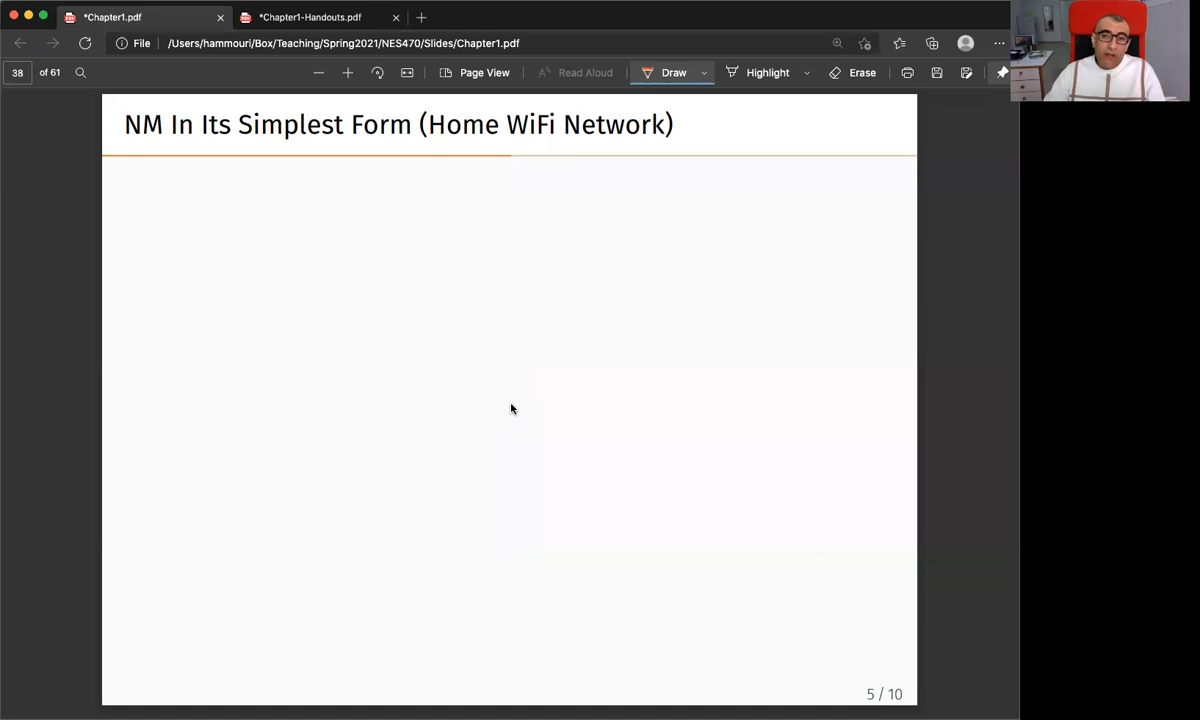 *Chapter1.pdf
*Chapter1-Handouts.pdf
File
/Users/hammouri/Box/Teaching/Spring2021/NES470/Slides/Chapter1.pdf
38 of 61
Page View
Read Aloud
Draw
Highlight
Erase
NM In Its Simplest Form (Home WiFi Network)
5 / 10